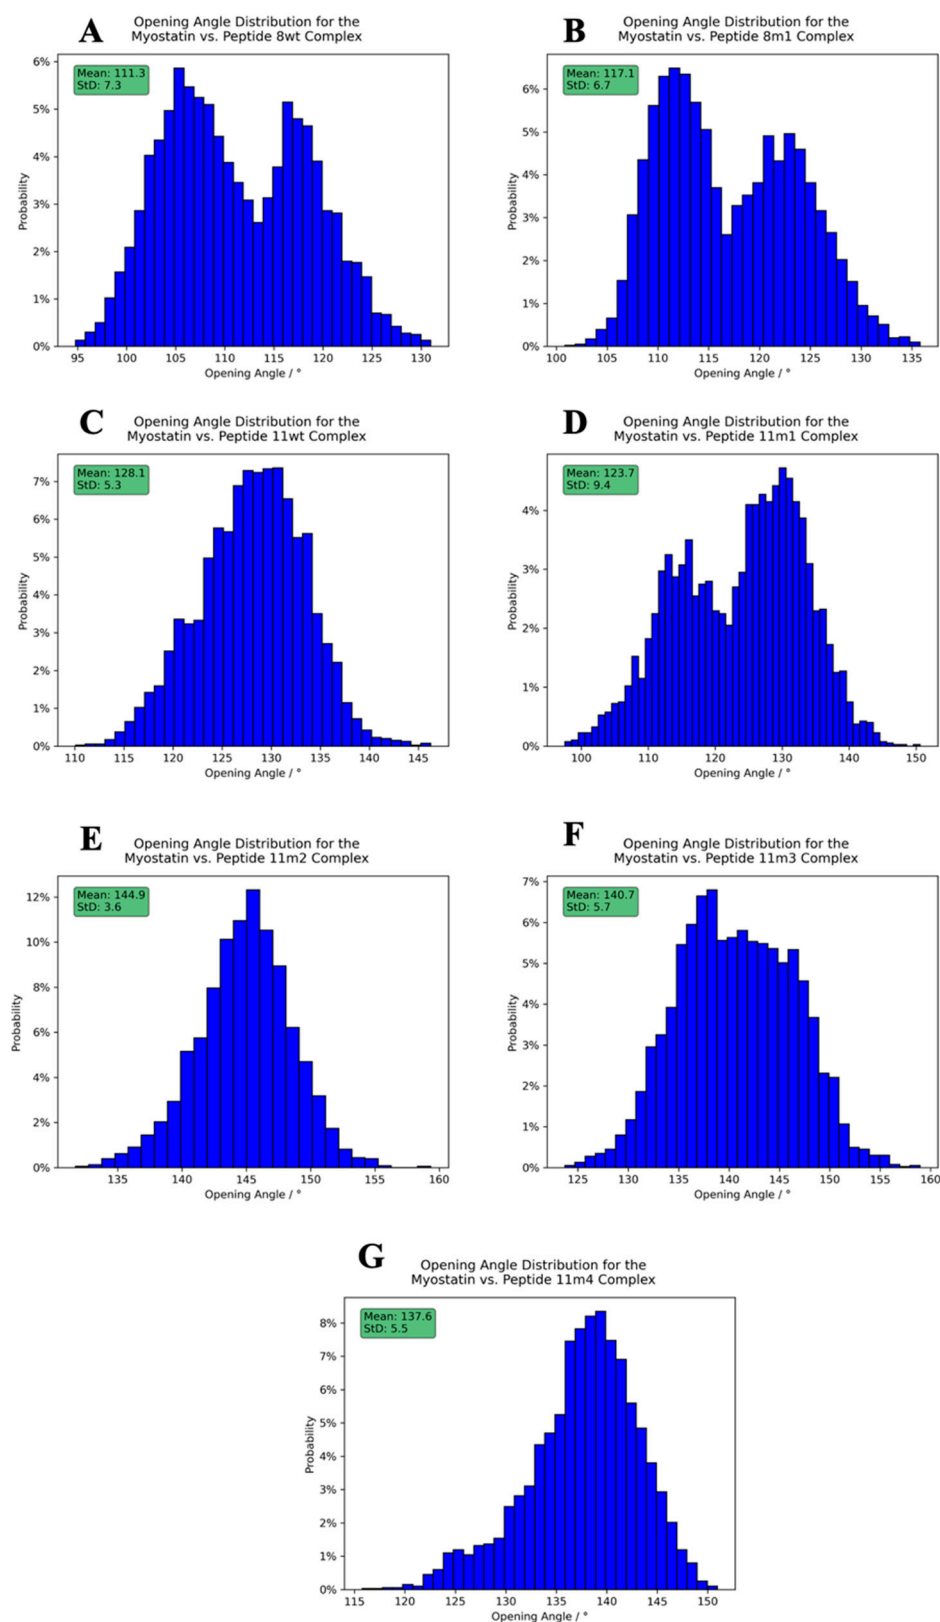 A
Opening Angle Distribution for the
Myostatin vs. Peptide 8wt Complex
Mean: 111.3
StD: 7.3
6%
5%
4%
3%
2%
1%
0%
Probability
95 100 105 110 115 120 125 130
Opening Angle / °
B
Opening Angle Distribution for the
Myostatin vs. Peptide 8m1 Complex
Mean: 117.1
StD: 6.7
6%
5%
4%
3%
2%
1%
0%
Probability
100 105 110 115 120 125 130 135
Opening Angle / °
C
Opening Angle Distribution for the
Myostatin vs. Peptide 11wt Complex
Mean: 128.1
StD: 5.3
7%
6%
5%
4%
3%
2%
1%
0%
Probability
110 115 120 125 130 135 140 145
Opening Angle / °
D
Opening Angle Distribution for the
Myostatin vs. Peptide 11m1 Complex
Mean: 123.7
StD: 9.4
4%
3%
2%
1%
0%
Probability
100 110 120 130 140 150
Opening Angle / °
E
Opening Angle Distribution for the
Myostatin vs. Peptide 11m2 Complex
Mean: 144.9
StD: 3.6
12%
10%
8%
6%
4%
2%
0%
Probability
135 140 145 150 155 160
Opening Angle / °
F
Opening Angle Distribution for the
Myostatin vs. Peptide 11m3 Complex
Mean: 140.7
StD: 5.7
7%
6%
5%
4%
3%
2%
1%
0%
Probability
125 130 135 140 145 150 155 160
Opening Angle / °
G
Opening Angle Distribution for the
Myostatin vs. Peptide 11m4 Complex
Mean: 137.6
StD: 5.5
8%
7%
6%
5%
4%
3%
2%
1%
0%
Probability
115 120 125 130 135 140 145 150
Opening Angle / °